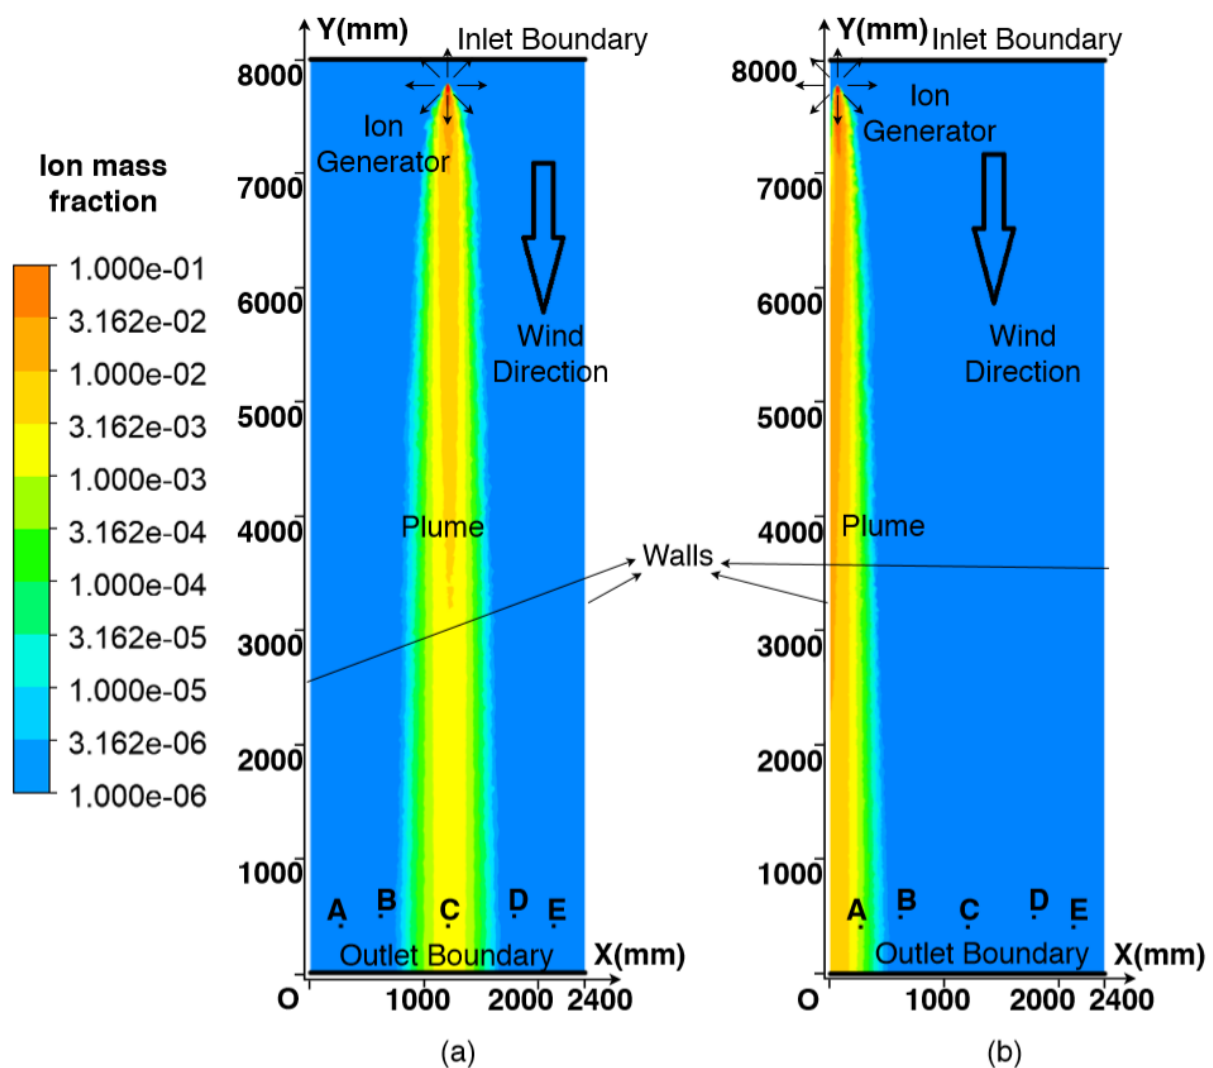 Ion mass
fraction
1.000e-01
3.162e-02
1.000e-02
3.162e-03
1.000e-03
3.162e-04
1.000e-04
3.162e-05
1.000e-05
3.162e-06
1.000e-06
Y(mm)
Inlet Boundary
8000
Ion
Generator
7000
6000
Wind
Direction
5000
4000
Plume
3000
2000
1000
A B C D E
Outlet Boundary
X(mm)
O 1000 2000 2400
(a)
Walls
Y(mm)
Inlet Boundary
8000
Ion
Generator
7000
6000
Wind
Direction
5000
4000
Plume
3000
2000
1000
A B C D E
Outlet Boundary
X(mm)
O 1000 2000 2400
(b)